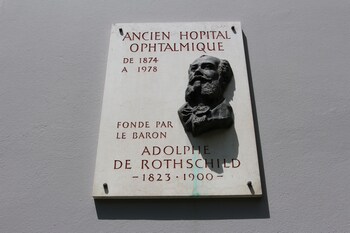 ANCIEN HOPITAL
OPHTALMIQUE
DE 1874
A 1978
FONDE PAR
LE BARON
ADOLPHE
DE ROTHSCHILD
-1823·1900-